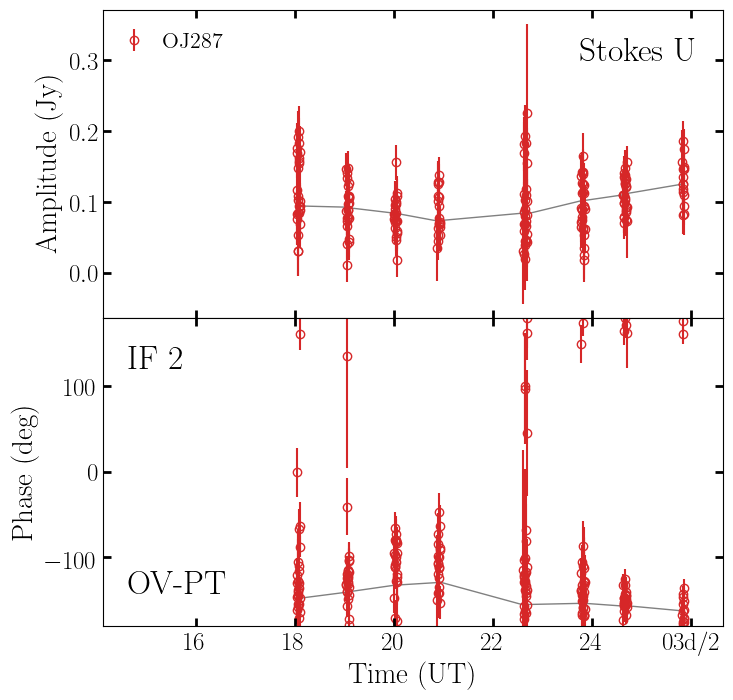 OJ287
Stokes U
0.3
0.2
0.1
0.0
Amplitude (Jy)
IF 2
100
0
−100
Phase (deg)
OV-PT
16 18 20 22 24 03d/2
Time (UT)